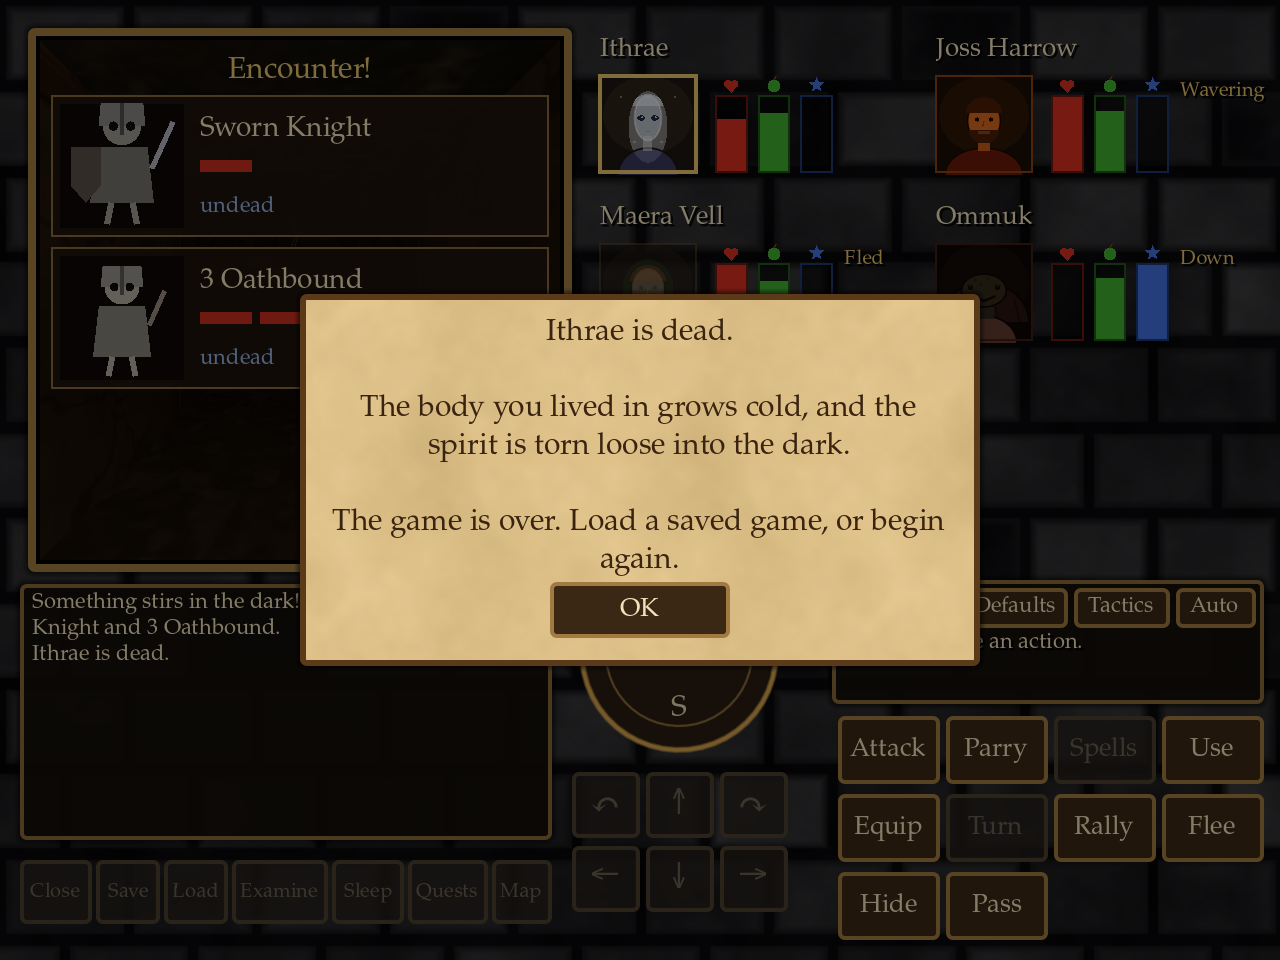 Encounter!
Sworn Knight
undead
3 Oathbound
undead
Ithrae
Joss Harrow
Wavering
Maera Vell
Fled
Ommuk
Down
Ithrae is dead.
The body you lived in grows cold, and the
spirit is torn loose into the dark.
The game is over. Load a saved game, or begin
again.
OK
Something stirs in the dark!
Knight and 3 Oathbound.
Ithrae is dead.
S
Defaults
Tactics
Auto
an action.
Attack
Parry
Spells
Use
Equip
Turn
Rally
Flee
Hide
Pass
Close
Save
Load
Examine
Sleep
Quests
Map